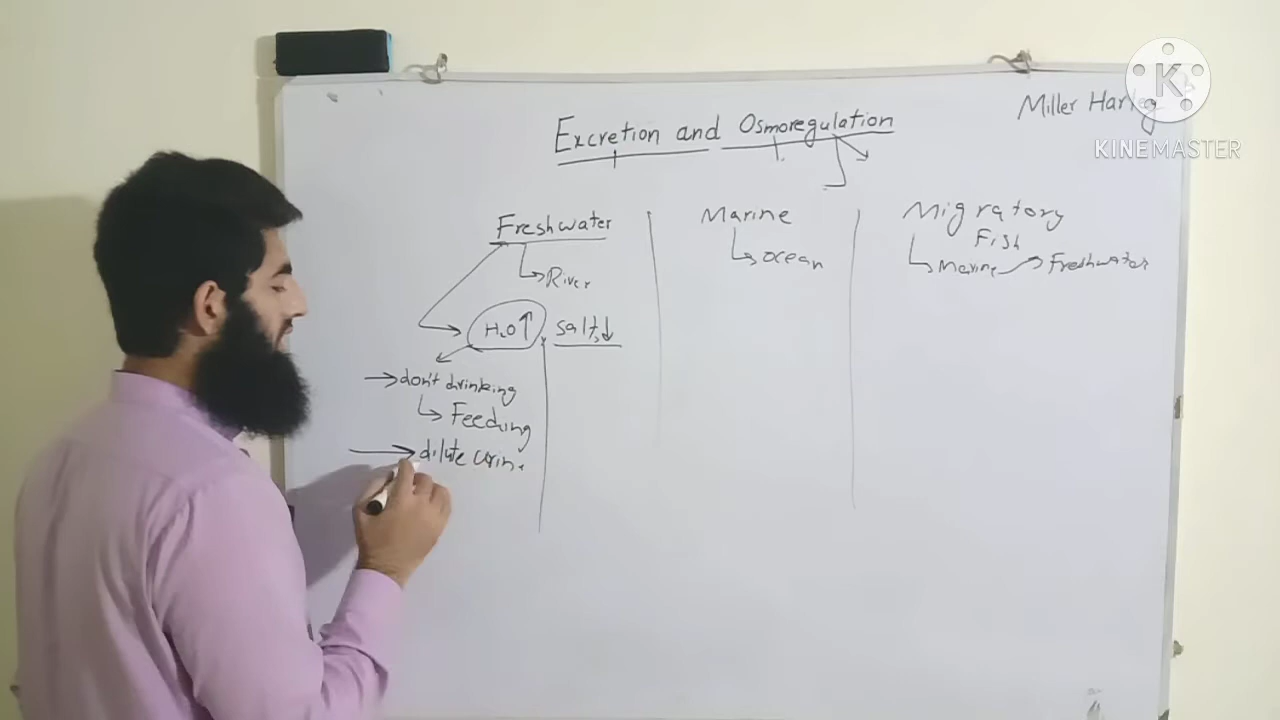 Miller Harley
K
KINEMASTER
Excretion and Osmoregulation
Freshwater
River
H₂O↑, salt↓
→don't drinking
Feeding
→dilute urine
Marine
ocean
Migratory
Fish
Marine → Freshwater